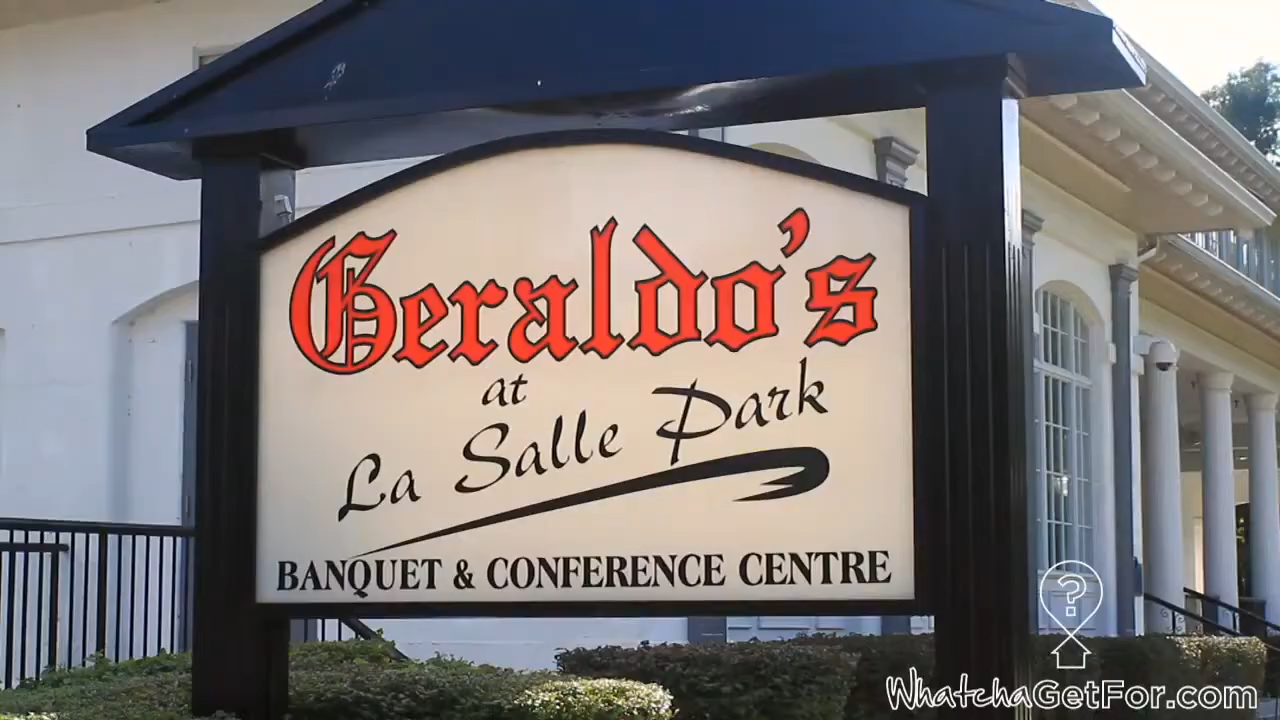 Geraldo's
at
La Salle Park
BANQUET & CONFERENCE CENTRE
?
WhatchaGetFor.com